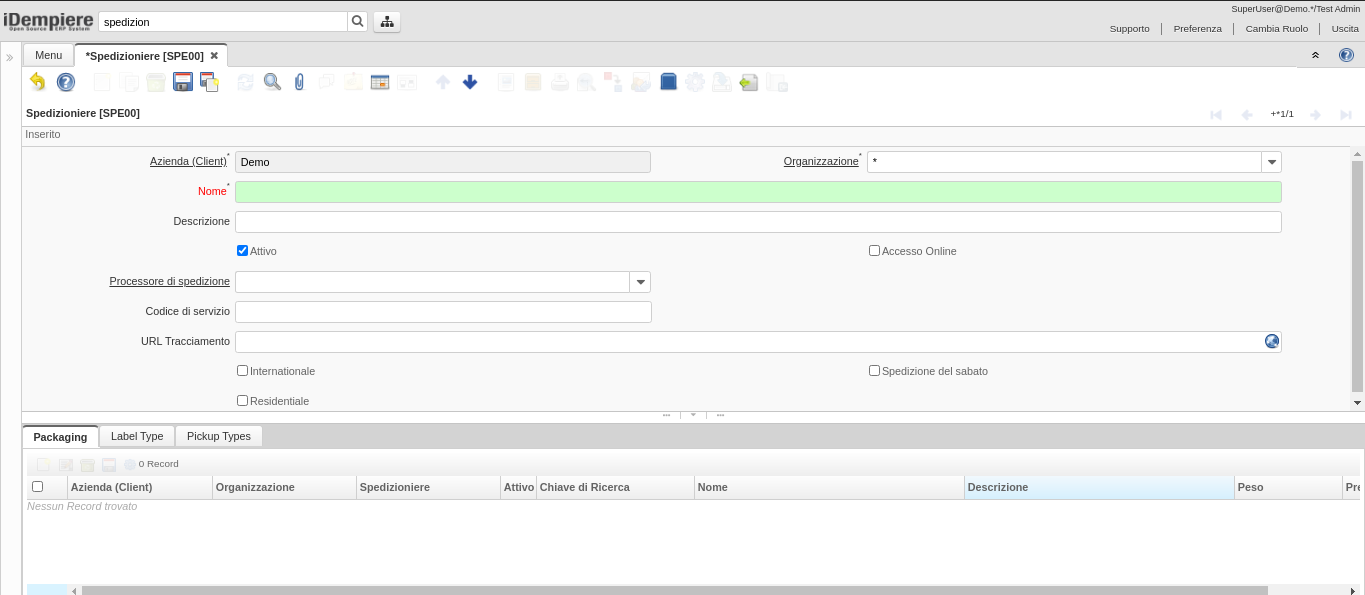 SuperUser@Demo.*/Test Admin
iDempiere
Open Source ERP System
spedizion
Supporto Preferenza Cambia Ruolo Uscita
Menu *Spedizioniere [SPE00]
Spedizioniere [SPE00] +*1/1
Inserito
Azienda (Client)* Demo Organizzazione* *
Nome*
Descrizione
Attivo Accesso Online
Processore di spedizione
Codice di servizio
URL Tracciamento
Internationale Spedizione del sabato
Residentiale
Packaging Label Type Pickup Types
0 Record
Azienda (Client) Organizzazione Spedizioniere Attivo Chiave di Ricerca Nome Descrizione Peso Pre
Nessun Record trovato